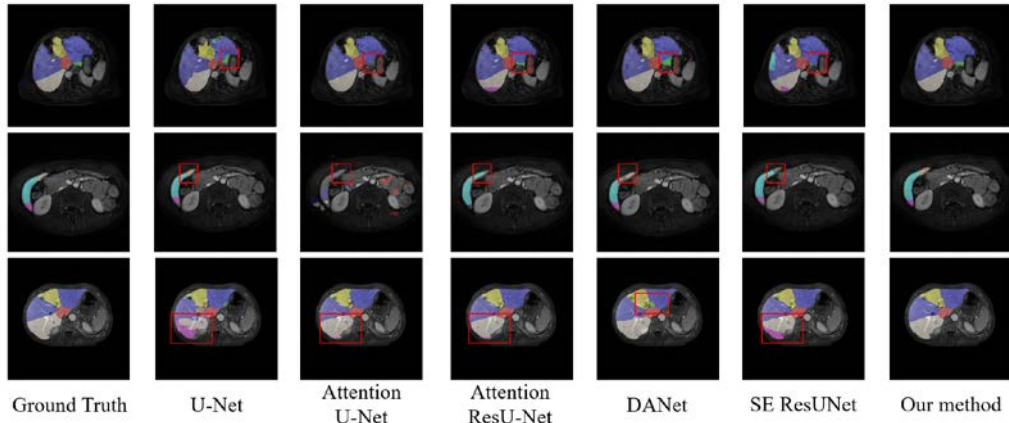 Ground Truth
U-Net
Attention
U-Net
Attention
ResU-Net
DANet
SE ResUNet
Our method